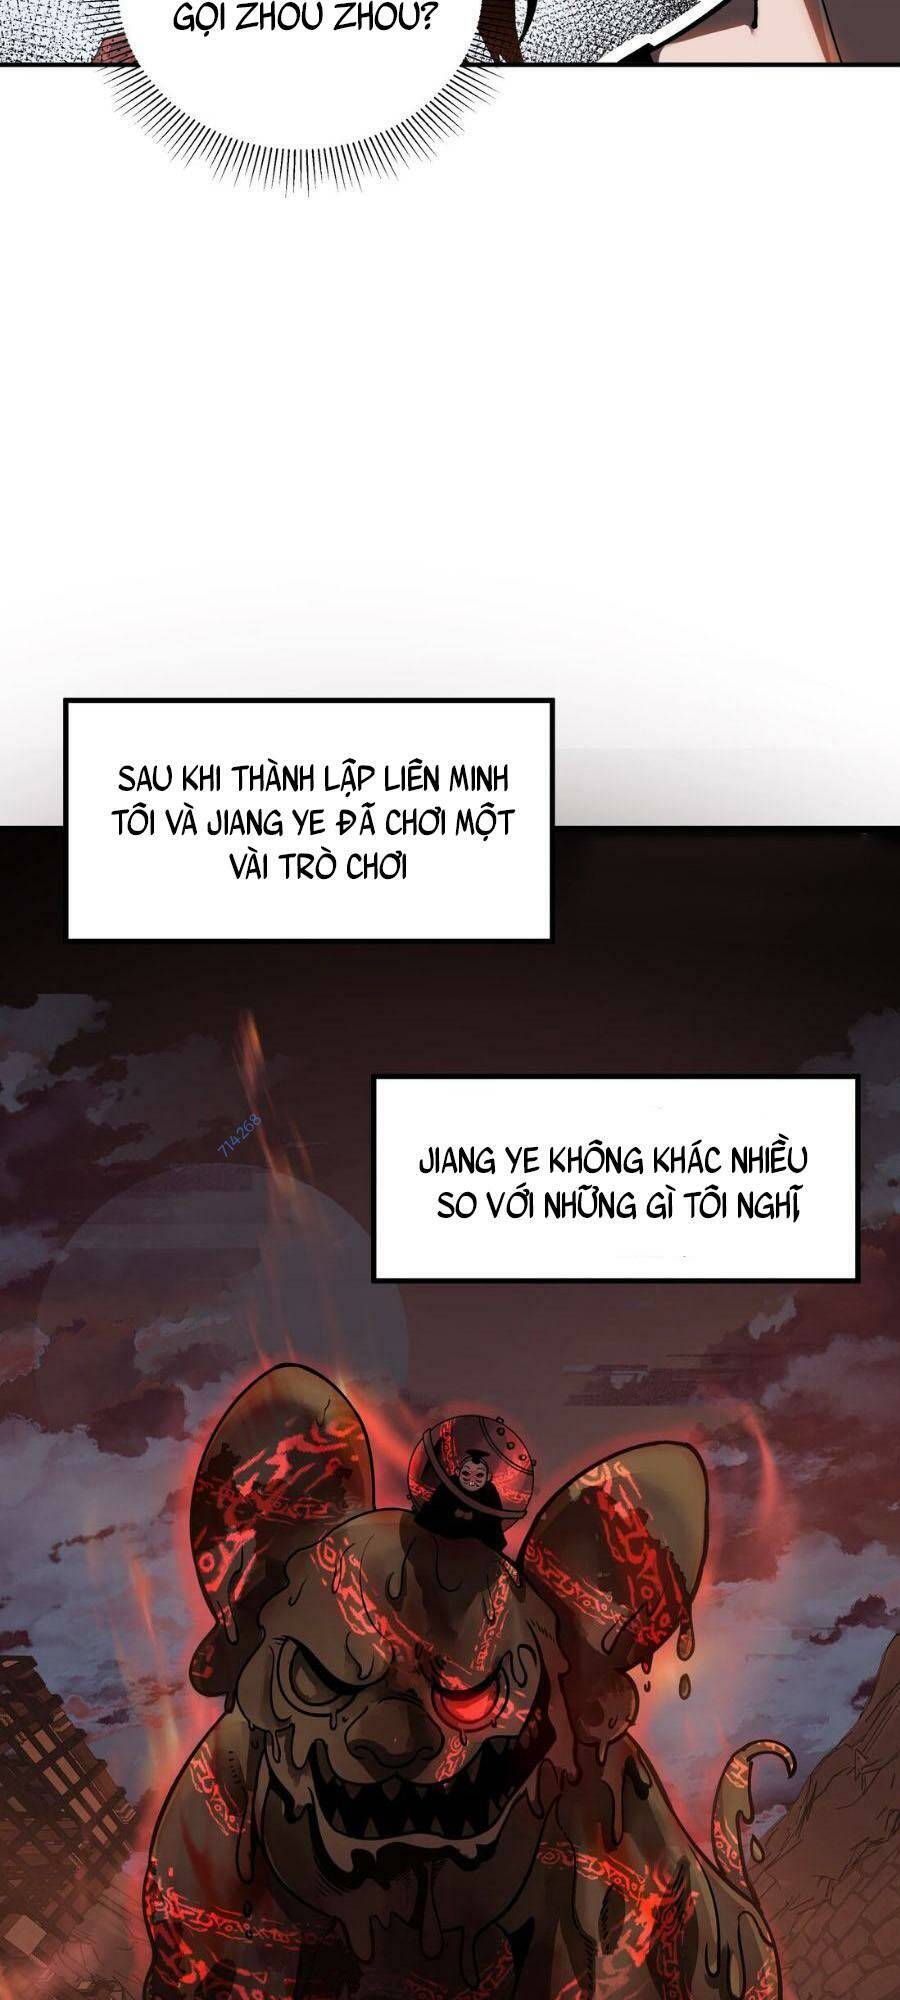 GỌI ZHOU ZHOU?
SAU KHI THÀNH LẬP LIÊN MINH
TÔI VÀ JIANG YE ĐÃ CHƠI MỘT
VÀI TRÒ CHƠI
714268
JIANG YE KHÔNG KHÁC NHIỀU
SO VỚI NHỮNG GÌ TÔI NGHĨ,